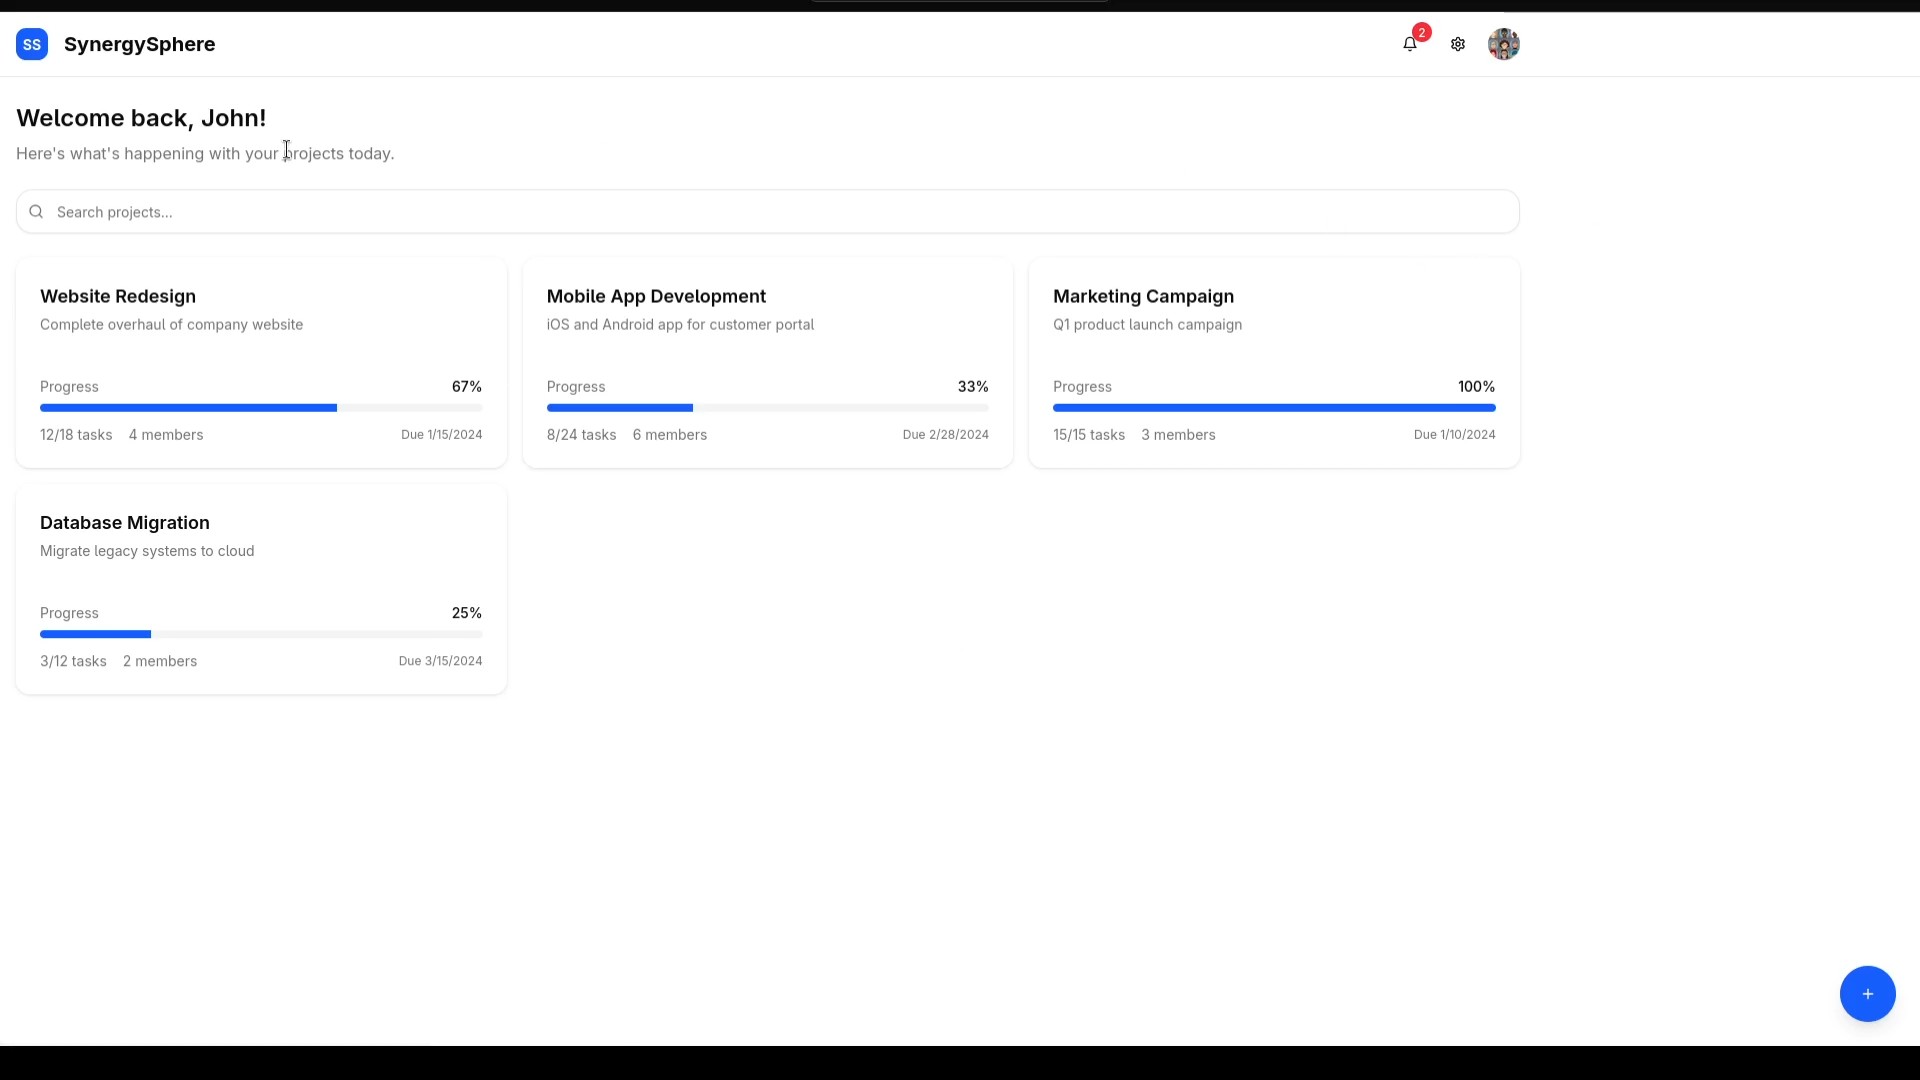 SS SynergySphere 2
Welcome back, John!
Here's what's happening with your projects today.
Search projects...
Website Redesign
Complete overhaul of company website
Progress 67%
12/18 tasks 4 members Due 1/15/2024
Mobile App Development
iOS and Android app for customer portal
Progress 33%
8/24 tasks 6 members Due 2/28/2024
Marketing Campaign
Q1 product launch campaign
Progress 100%
15/15 tasks 3 members Due 1/10/2024
Database Migration
Migrate legacy systems to cloud
Progress 25%
3/12 tasks 2 members Due 3/15/2024
+